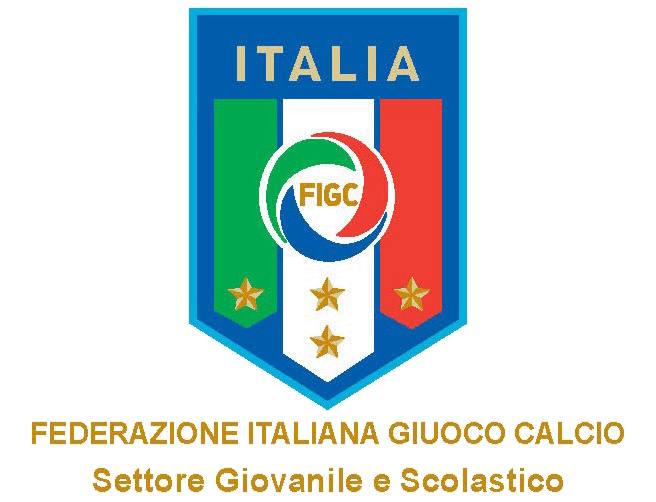 ITALIA
FIGC
FEDERAZIONE ITALIANA GIUOCO CALCIO
Settore Giovanile e Scolastico